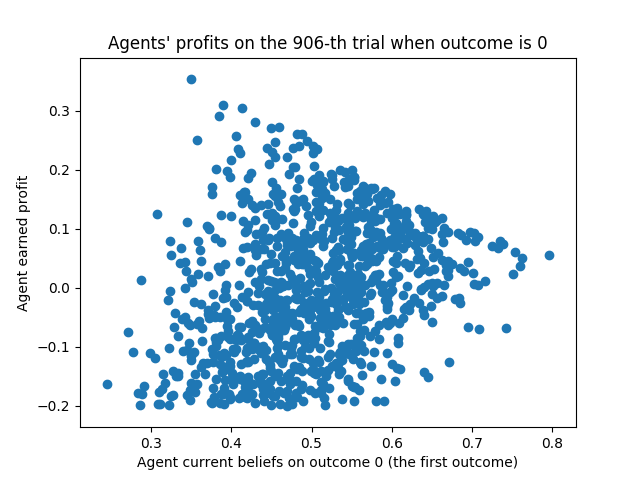 Agents' profits on the 906-th trial when outcome is 0
Agent earned profit
0.3
0.2
0.1
0.0
−0.1
−0.2
0.3 0.4 0.5 0.6 0.7 0.8
Agent current beliefs on outcome 0 (the first outcome)